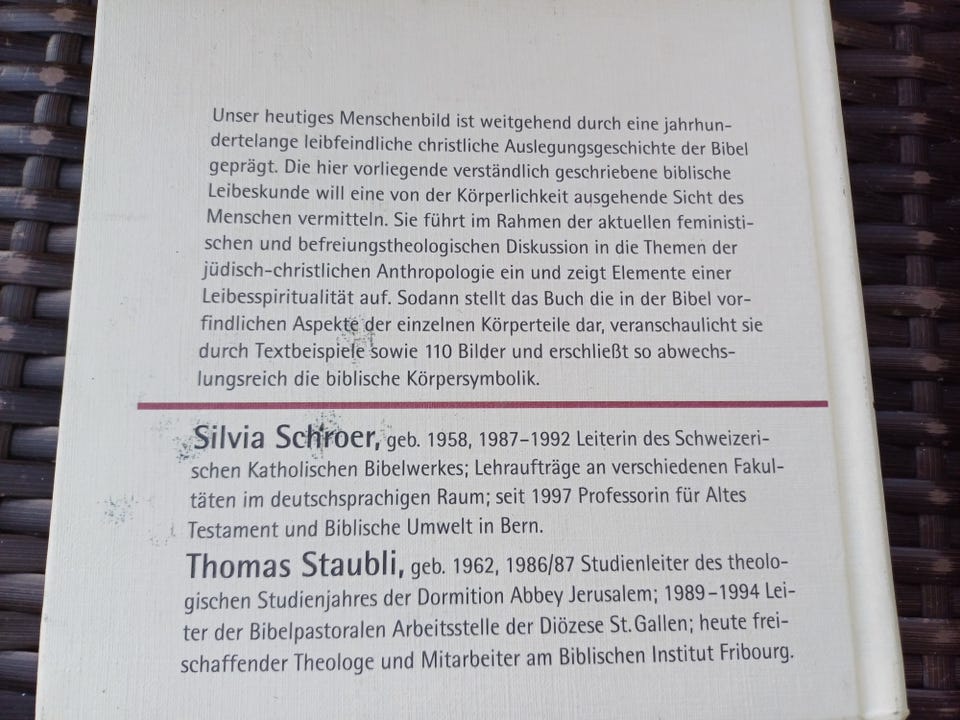 Unser heutiges Menschenbild ist weitgehend durch eine jahrhun-
dertelange leibfeindliche christliche Auslegungsgeschichte der Bibel
geprägt. Die hier vorliegende verständlich geschriebene biblische
Leibeskunde will eine von der Körperlichkeit ausgehende Sicht des
Menschen vermitteln. Sie führt im Rahmen der aktuellen feministi-
schen und befreiungstheologischen Diskussion in die Themen der
jüdisch-christlichen Anthropologie ein und zeigt Elemente einer
Leibesspiritualität auf. Sodann stellt das Buch die in der Bibel vor-
findlichen Aspekte der einzelnen Körperteile dar, veranschaulicht sie
durch Textbeispiele sowie 110 Bilder und erschließt so abwechs-
lungsreich die biblische Körpersymbolik.
Silvia Schroer, geb. 1958, 1987–1992 Leiterin des Schweizeri-
schen Katholischen Bibelwerkes; Lehraufträge an verschiedenen Fakul-
täten im deutschsprachigen Raum; seit 1997 Professorin für Altes
Testament und Biblische Umwelt in Bern.
Thomas Staubli, geb. 1962, 1986/87 Studienleiter des theolo-
gischen Studienjahres der Dormition Abbey Jerusalem; 1989–1994 Lei-
ter der Bibelpastoralen Arbeitsstelle der Diözese St. Gallen; heute frei-
schaffender Theologe und Mitarbeiter am Biblischen Institut Fribourg.